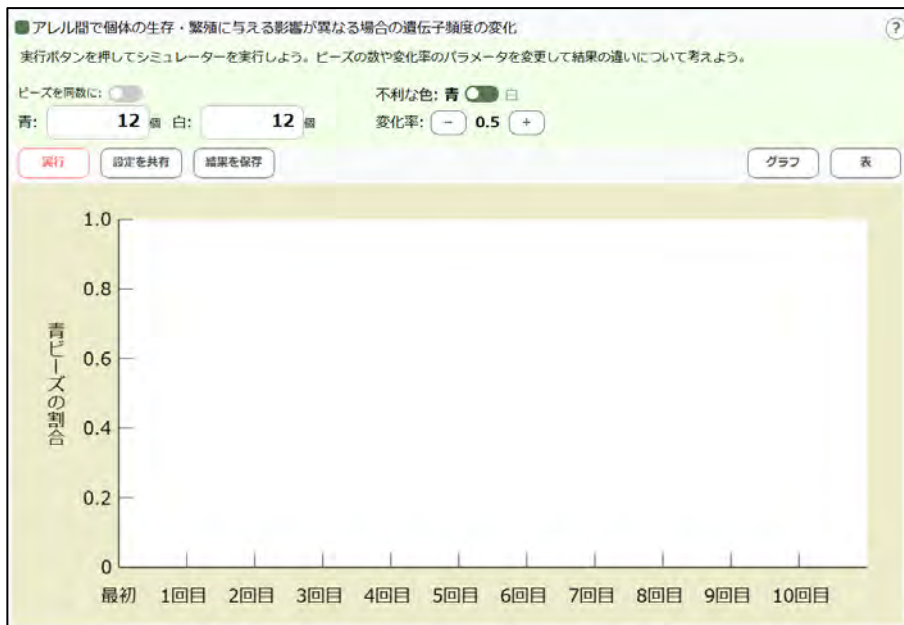 アレル間で個体の生存・繁殖に与える影響が異なる場合の遺伝子頻度の変化 ?
実行ボタンを押してシミュレーターを実行しよう。ビーズの数や変化率のパラメータを変更して結果の違いについて考えよう。
ビーズを同数に: 不利な色: 青 白
青: 12 個 白: 12 個 変化率: － 0.5 ＋
実行 設定を共有 結果を保存 グラフ 表
青ビーズの割合
1.0
0.8
0.6
0.4
0.2
0
最初 1回目 2回目 3回目 4回目 5回目 6回目 7回目 8回目 9回目 10回目